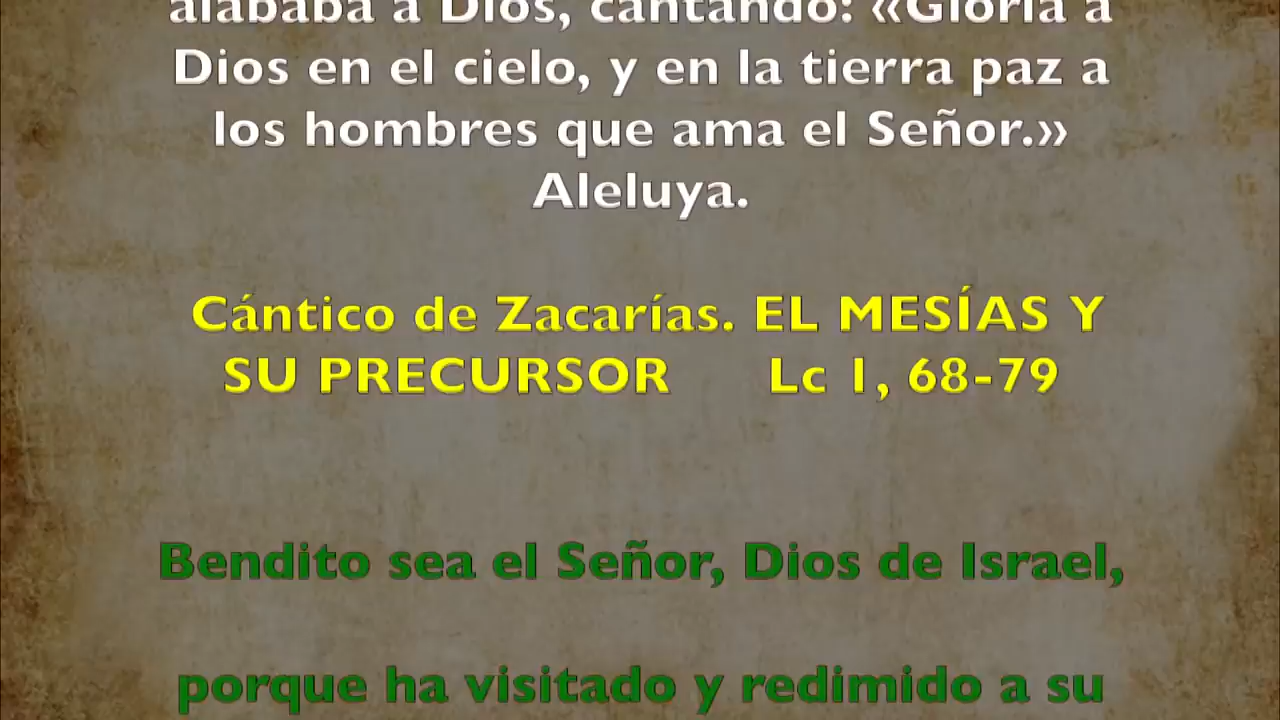 alababa a Dios, cantando: «Gloria a
Dios en el cielo, y en la tierra paz a
los hombres que ama el Señor.»
Aleluya.
Cántico de Zacarías. EL MESÍAS Y
SU PRECURSOR Lc 1, 68-79
Bendito sea el Señor, Dios de Israel,
porque ha visitado y redimido a su